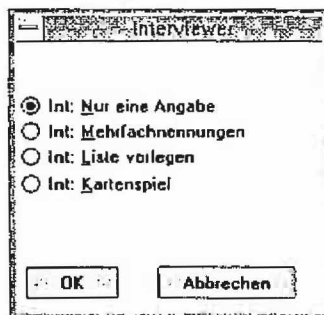 Interviewer
Int: Nur eine Angabe
Int: Mehrfachnennungen
Int: Liste vorlegen
Int: Kartenspiel
OK
Abbrechen